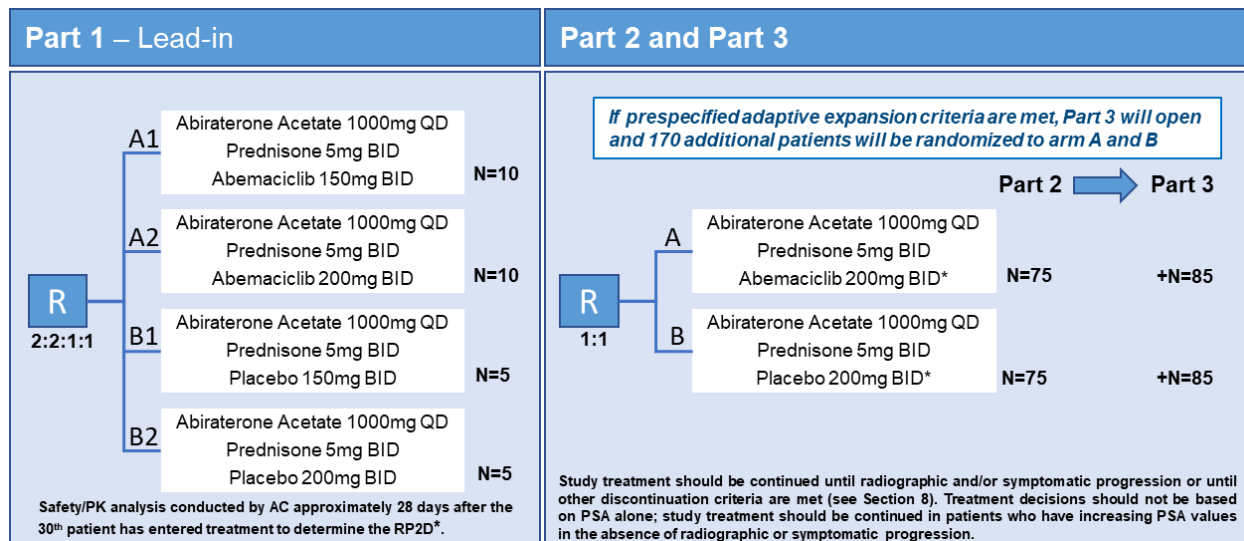 Part 1 – Lead-in
A1
Abiraterone Acetate 1000mg QD
Prednisone 5mg BID
Abemaciclib 150mg BID
N=10
A2
Abiraterone Acetate 1000mg QD
Prednisone 5mg BID
Abemaciclib 200mg BID
N=10
R
2:2:1:1
B1
Abiraterone Acetate 1000mg QD
Prednisone 5mg BID
Placebo 150mg BID
N=5
B2
Abiraterone Acetate 1000mg QD
Prednisone 5mg BID
Placebo 200mg BID
N=5
Safety/PK analysis conducted by AC approximately 28 days after the
30th patient has entered treatment to determine the RP2D*.
Part 2 and Part 3
If prespecified adaptive expansion criteria are met, Part 3 will open
and 170 additional patients will be randomized to arm A and B
Part 2 Part 3
A
Abiraterone Acetate 1000mg QD
Prednisone 5mg BID
Abemaciclib 200mg BID*
N=75 +N=85
R
1:1
B
Abiraterone Acetate 1000mg QD
Prednisone 5mg BID
Placebo 200mg BID*
N=75 +N=85
Study treatment should be continued until radiographic and/or symptomatic progression or until
other discontinuation criteria are met (see Section 8). Treatment decisions should not be based
on PSA alone; study treatment should be continued in patients who have increasing PSA values
in the absence of radiographic or symptomatic progression.